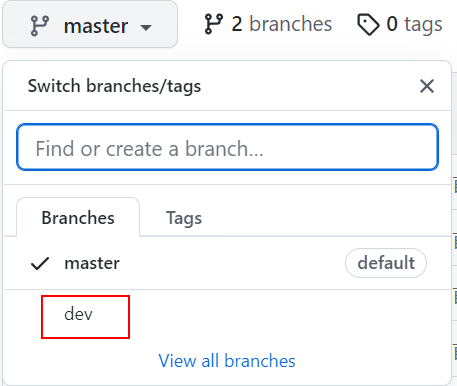 master 2 branches 0 tags
Switch branches/tags
Find or create a branch...
Branches Tags
master default
dev
View all branches